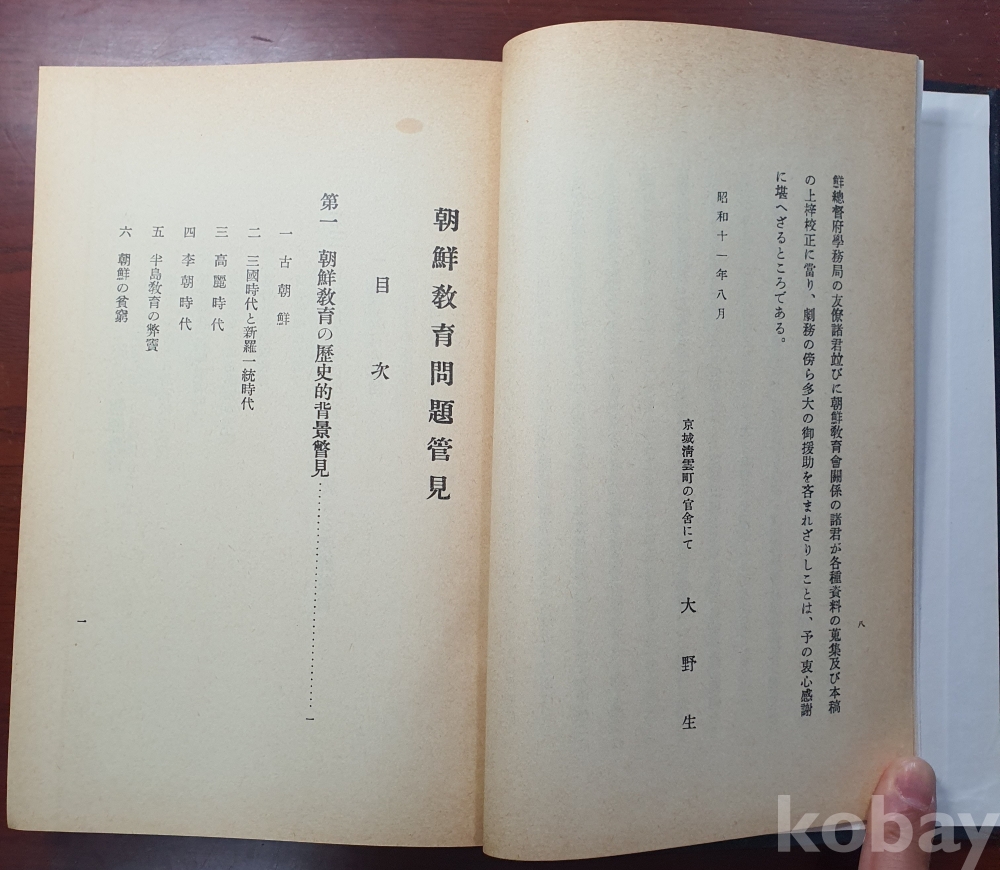 鮮總督府學務局の友僚諸君竝びに朝鮮教育會關係の諸君が各種資料の蒐集及び本稿
の上梓校正に當り、劇務の傍ら多大の御援助を吝まれざりしことは、予の衷心感謝
に堪へざるところである。
昭和十一年八月
京城淸雲町の官舍にて
大野生
八
朝鮮教育問題管見
目次
第一 朝鮮教育の歷史的背景瞥見……………………一
一 古朝鮮
二 三國時代と新羅一統時代
三 高麗時代
四 李朝時代
五 半島教育の弊竇
六 朝鮮の貧窮
一
kobay